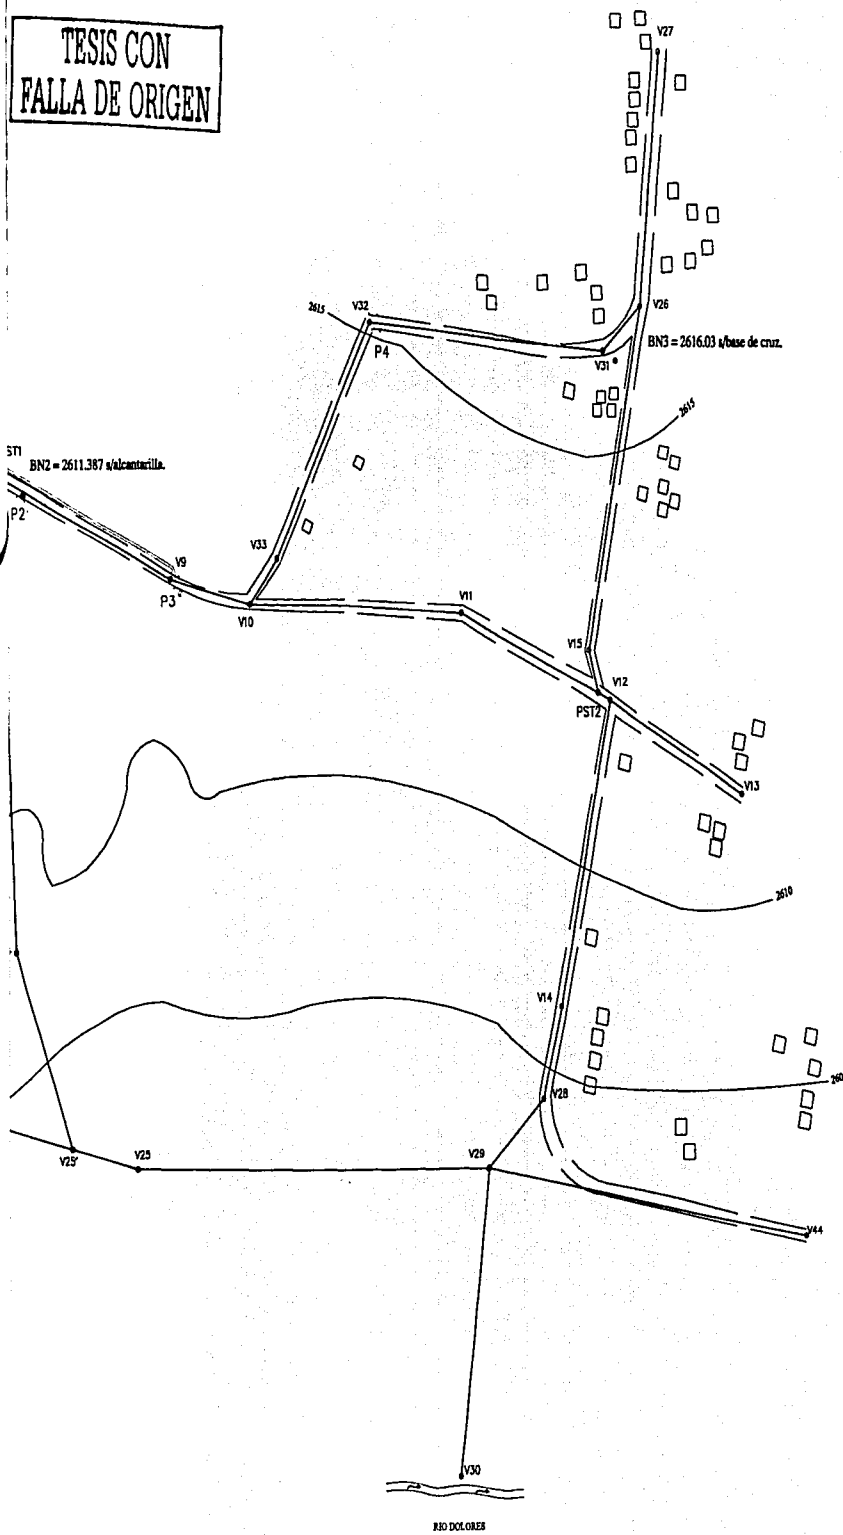 TESIS CON
FALLA DE ORIGEN
V27
V26
2615
V32
P4
V31
BN3 = 2616.03 s/base de cruz.
2615
ST1
BN2 = 2611.387 s/alcantarilla.
P2
V33
V9
P3
V10
V11
V15
V12
PST2
V13
2610
V14
260
V28
V25'
V25
V29
V44
V30
RIO DOLORES